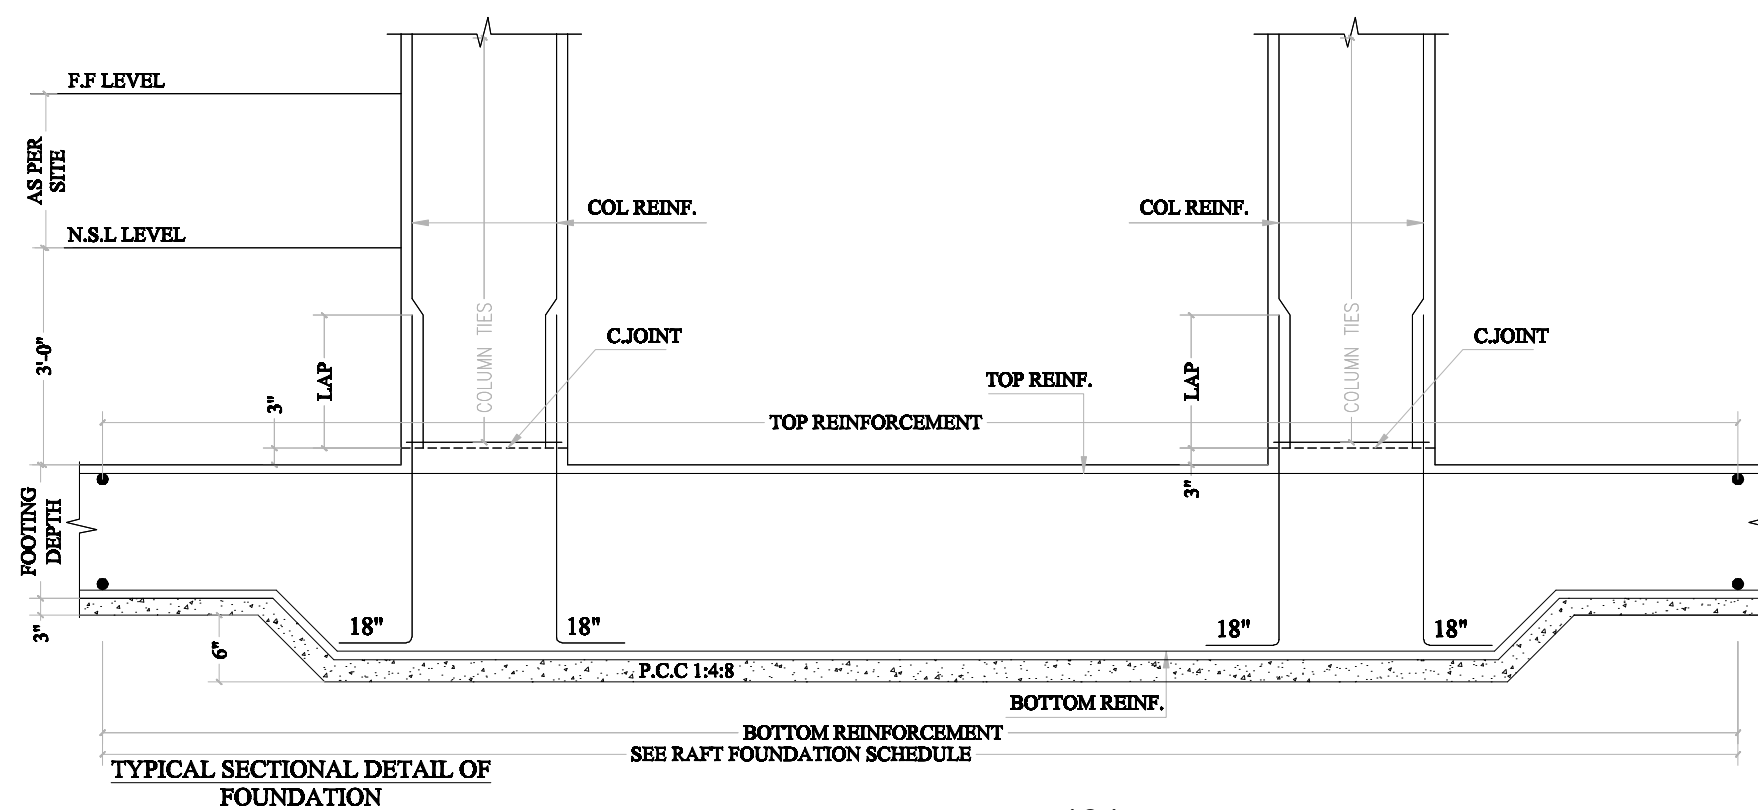 F.F LEVEL
AS PER
SITE
COL REINF.
COL REINF.
N.S.L LEVEL
3'-0"
COLUMN TIES
COLUMN TIES
C.JOINT
C.JOINT
LAP
LAP
3"
TOP REINF.
TOP REINFORCEMENT
3"
FOOTING
DEPTH
3"
6"
18"
18"
18"
18"
P.C.C 1:4:8
BOTTOM REINF.
BOTTOM REINFORCEMENT
SEE RAFT FOUNDATION SCHEDULE
TYPICAL SECTIONAL DETAIL OF
FOUNDATION